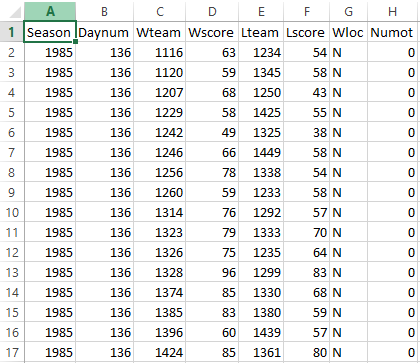 A B C D E F G H
1 Season Daynum Wteam Wscore Lteam Lscore Wloc Numot
2 1985 136 1116 63 1234 54 N 0
3 1985 136 1120 59 1345 58 N 0
4 1985 136 1207 68 1250 43 N 0
5 1985 136 1229 58 1425 55 N 0
6 1985 136 1242 49 1325 38 N 0
7 1985 136 1246 66 1449 58 N 0
8 1985 136 1256 78 1338 54 N 0
9 1985 136 1260 59 1233 58 N 0
10 1985 136 1314 76 1292 57 N 0
11 1985 136 1323 79 1333 70 N 0
12 1985 136 1326 75 1235 64 N 0
13 1985 136 1328 96 1299 83 N 0
14 1985 136 1374 85 1330 68 N 0
15 1985 136 1385 83 1380 59 N 0
16 1985 136 1396 60 1439 57 N 0
17 1985 136 1424 85 1361 80 N 0